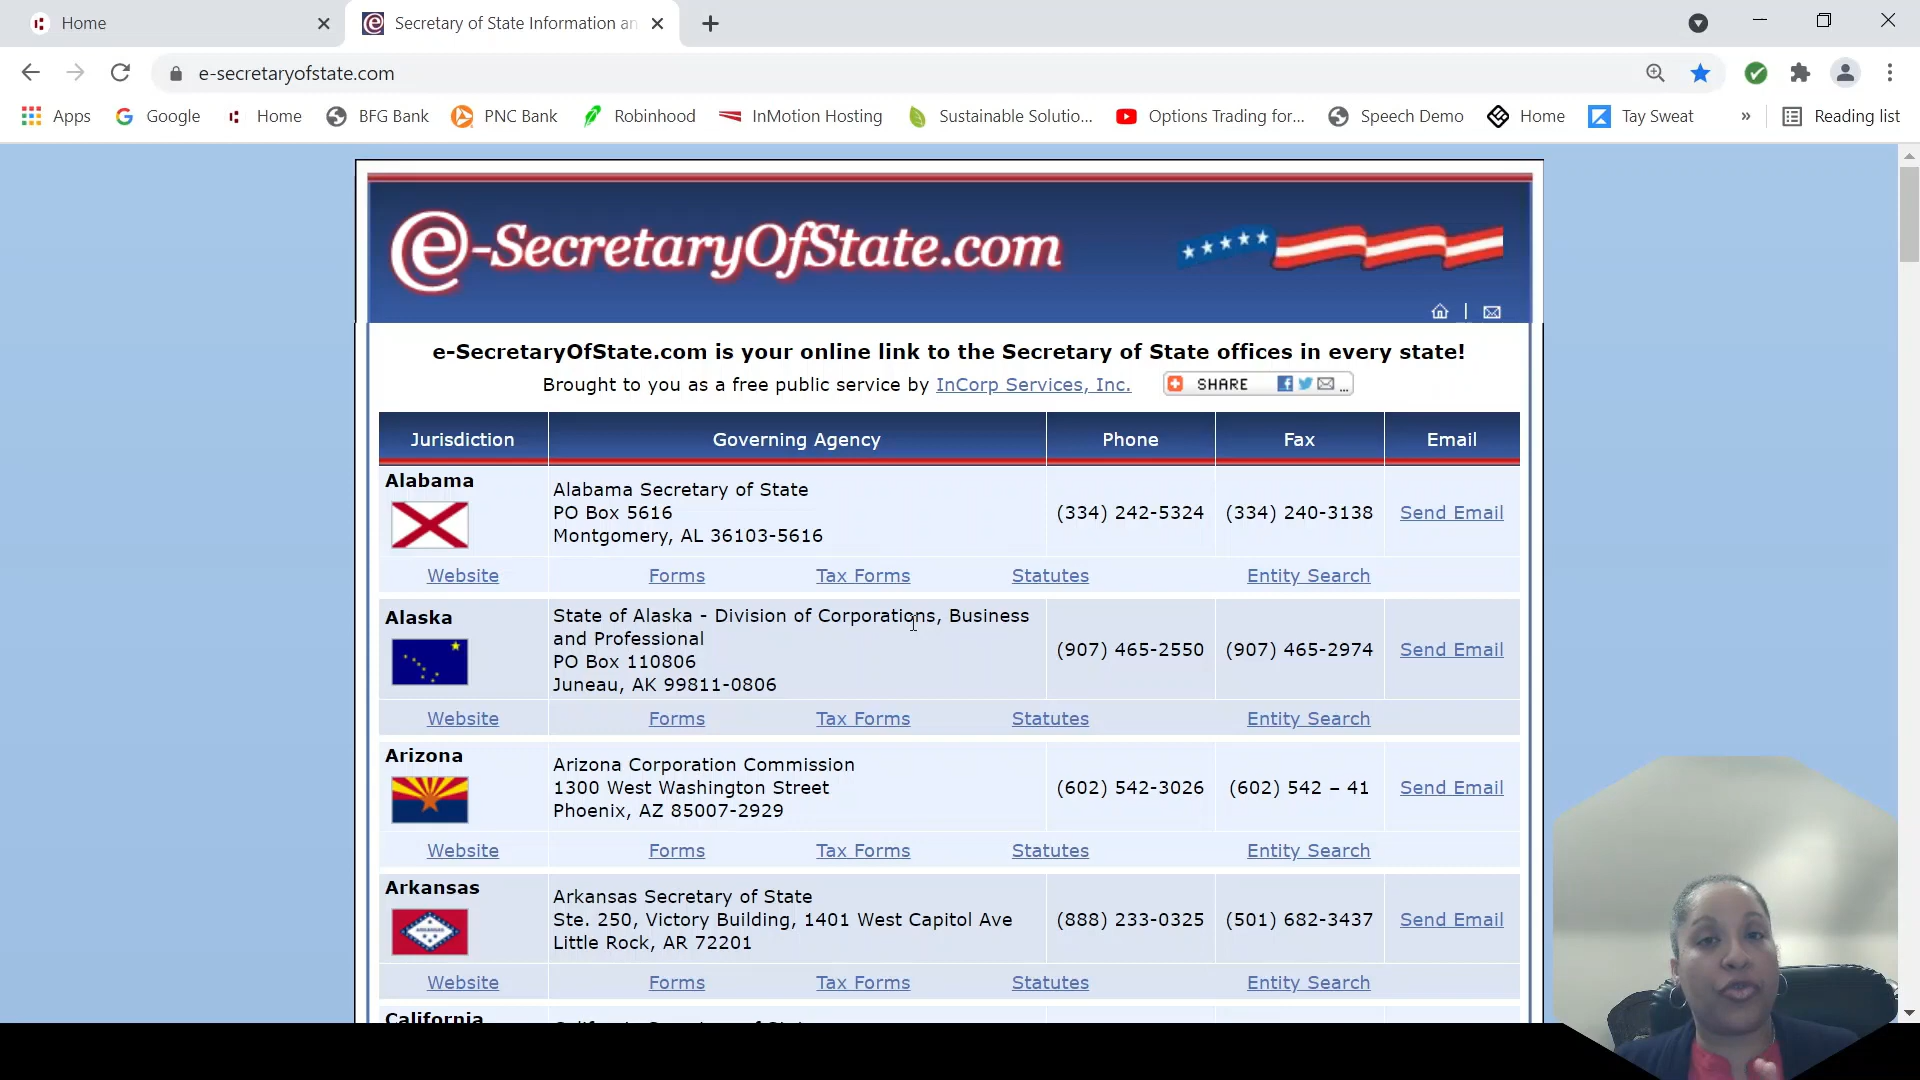 Home
Secretary of State Information an
e-secretaryofstate.com
Apps
Google
Home
BFG Bank
PNC Bank
Robinhood
InMotion Hosting
Sustainable Solutio...
Options Trading for...
Speech Demo
Home
Tay Sweat
»
Reading list
e-SecretaryOfState.com
e-SecretaryOfState.com is your online link to the Secretary of State offices in every state!
Brought to you as a free public service by InCorp Services, Inc.
SHARE ...
Jurisdiction Governing Agency Phone Fax Email
Alabama
Alabama Secretary of State
PO Box 5616
Montgomery, AL 36103-5616
(334) 242-5324 (334) 240-3138 Send Email
Website Forms Tax Forms Statutes Entity Search
Alaska
State of Alaska - Division of Corporations, Business
and Professional
PO Box 110806
Juneau, AK 99811-0806
(907) 465-2550 (907) 465-2974 Send Email
Website Forms Tax Forms Statutes Entity Search
Arizona
Arizona Corporation Commission
1300 West Washington Street
Phoenix, AZ 85007-2929
(602) 542-3026 (602) 542 – 41 Send Email
Website Forms Tax Forms Statutes Entity Search
Arkansas
Arkansas Secretary of State
Ste. 250, Victory Building, 1401 West Capitol Ave
Little Rock, AR 72201
(888) 233-0325 (501) 682-3437 Send Email
Website Forms Tax Forms Statutes Entity Search
California